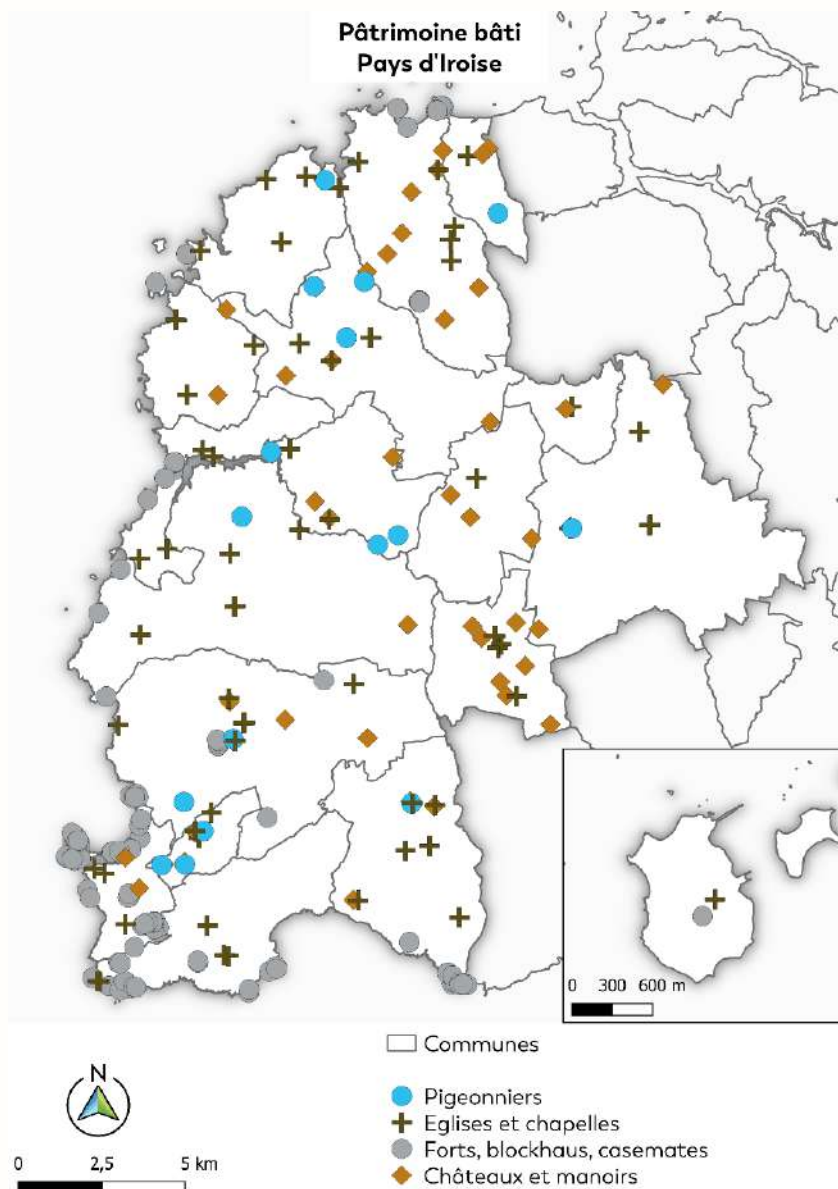 Pâtrimoine bâti
Pays d'Iroise
0 300 600 m
Communes
N
Pigeonniers
Eglises et chapelles
Forts, blockhaus, casemates
Châteaux et manoirs
0 2,5 5 km